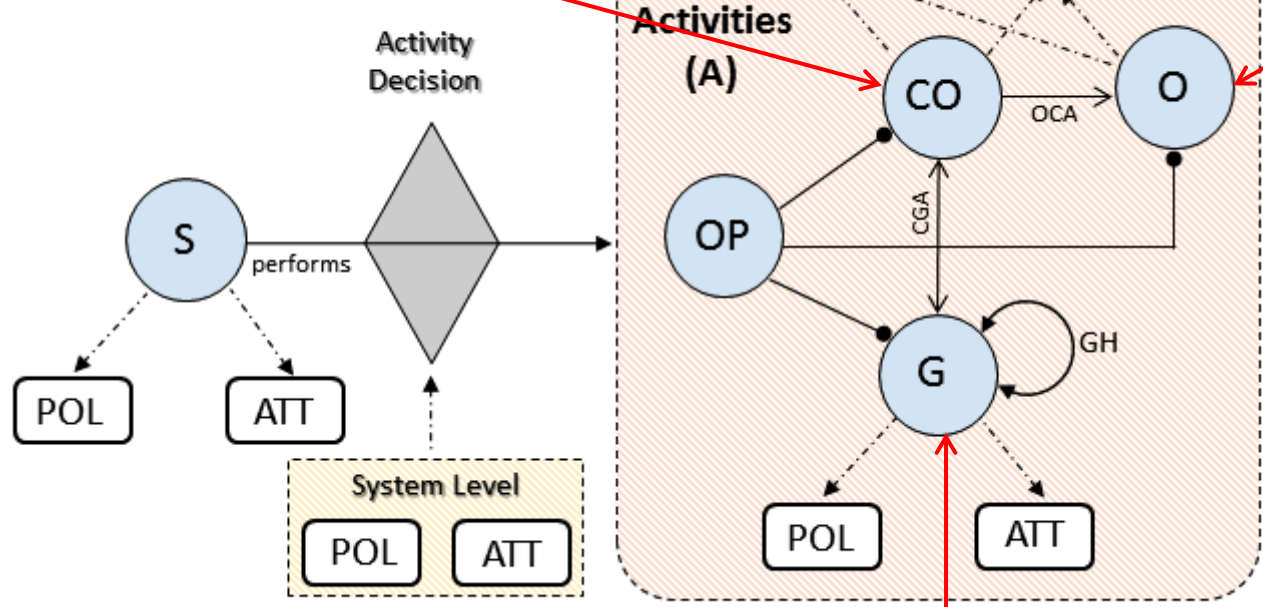 Activity
Decision
Activities
(A)
CO
O
OCA
S
performs
OP
CGA
G
GH
POL
ATT
System Level
POL
ATT
POL
ATT